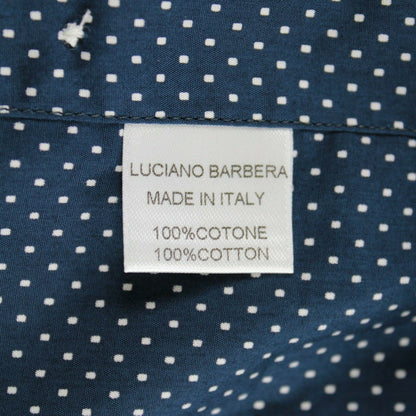 LUCIANO BARBERA
MADE IN ITALY
100%COTONE
100%COTTON